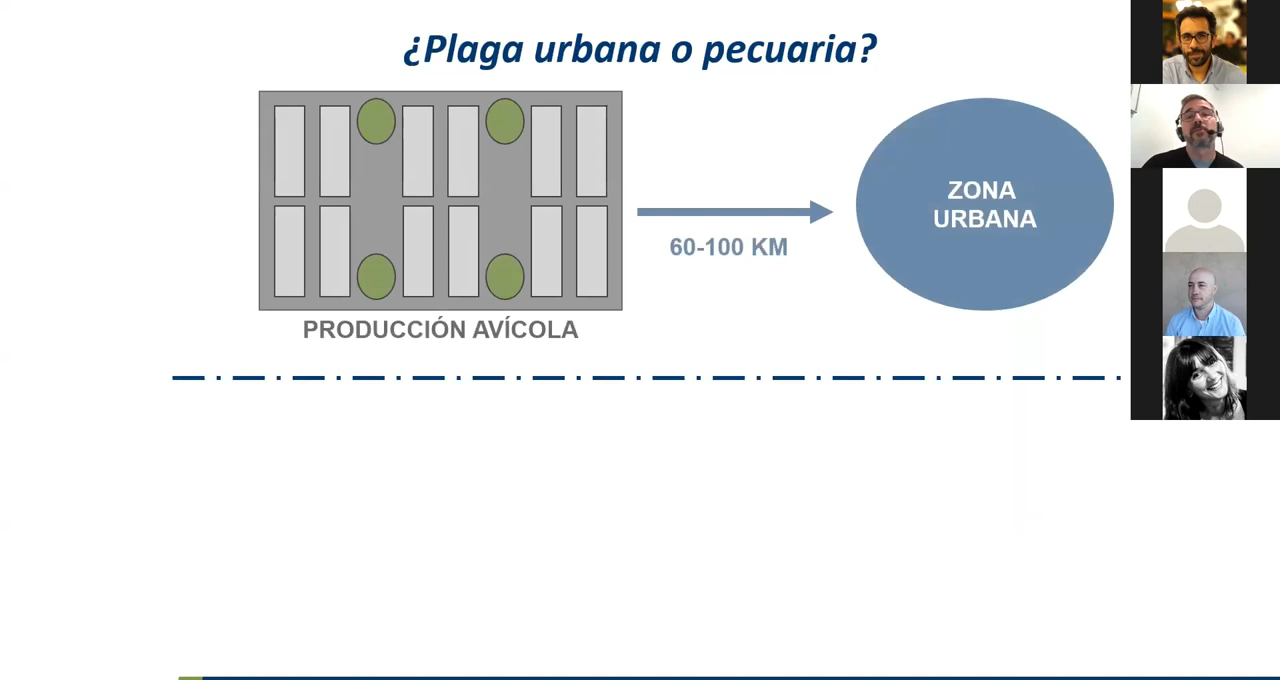 ¿Plaga urbana o pecuaria?
ZONA
URBANA
60-100 KM
PRODUCCIÓN AVÍCOLA